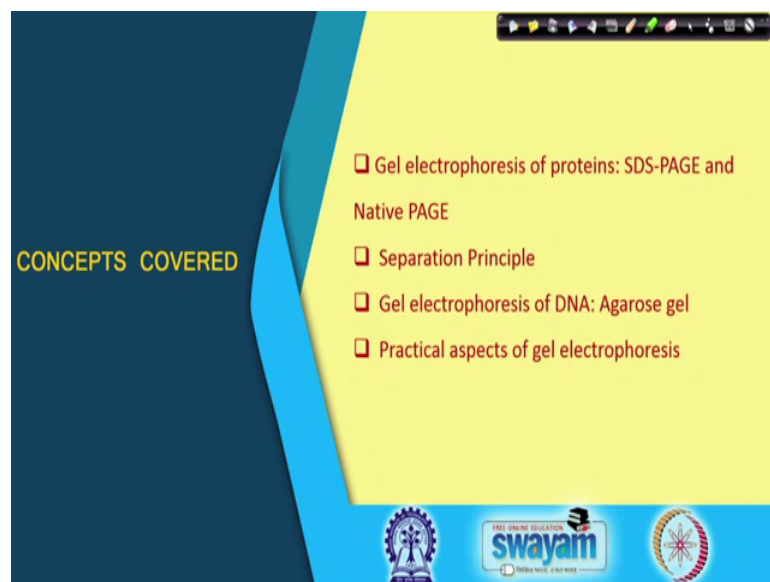 CONCEPTS COVERED
❑ Gel electrophoresis of proteins: SDS-PAGE and
Native PAGE
❑ Separation Principle
❑ Gel electrophoresis of DNA: Agarose gel
❑ Practical aspects of gel electrophoresis
FREE ONLINE EDUCATION
swayam